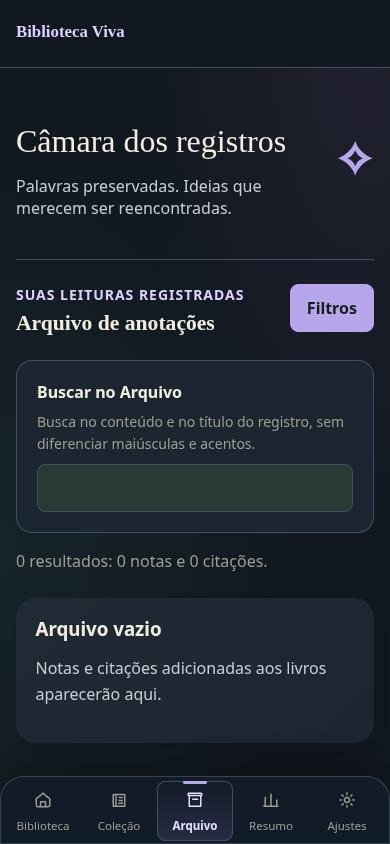 Biblioteca Viva
Câmara dos registros
Palavras preservadas. Ideias que
merecem ser reencontradas.
SUAS LEITURAS REGISTRADAS
Arquivo de anotações
Filtros
Buscar no Arquivo
Busca no conteúdo e no título do registro, sem
diferenciar maiúsculas e acentos.
0 resultados: 0 notas e 0 citações.
Arquivo vazio
Notas e citações adicionadas aos livros
aparecerão aqui.
Biblioteca
Coleção
Arquivo
Resumo
Ajustes